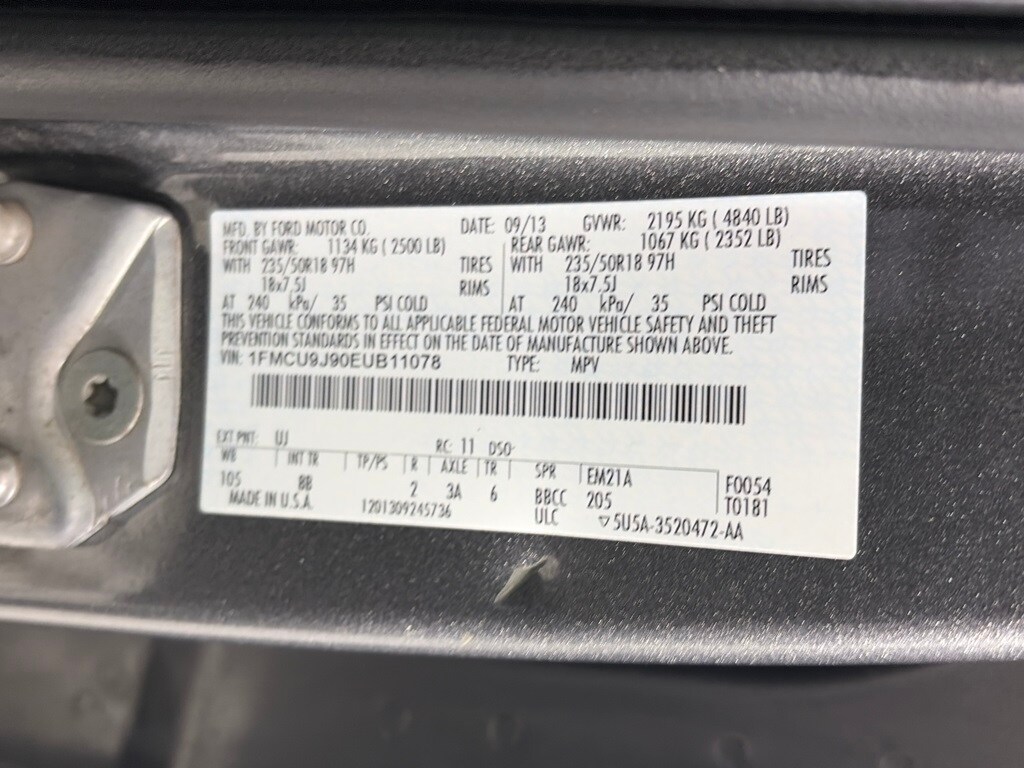 MFD. BY FORD MOTOR CO. DATE: 09/13 GVWR: 2195 KG ( 4840 LB)
FRONT GAWR: 1134 KG ( 2500 LB) REAR GAWR: 1067 KG ( 2352 LB)
WITH 235/50R18 97H TIRES WITH 235/50R18 97H TIRES
18x7.5J RIMS 18x7.5J RIMS
AT 240 kPa/ 35 PSI COLD AT 240 kPa/ 35 PSI COLD
THIS VEHICLE CONFORMS TO ALL APPLICABLE FEDERAL MOTOR VEHICLE SAFETY AND THEFT
PREVENTION STANDARDS IN EFFECT ON THE DATE OF MANUFACTURE SHOWN ABOVE.
VIN: 1FMCU9J90EUB11078 TYPE: MPV
EXT PNT: UJ RC: 11 DSO:
WB INT TR TP/PS R AXLE TR SPR EM21A F0054
105 BB 2 3A 6 BBCC 205 T0181
MADE IN U.S.A. 1201309245736 ULC ▽5U5A-3520472-AA